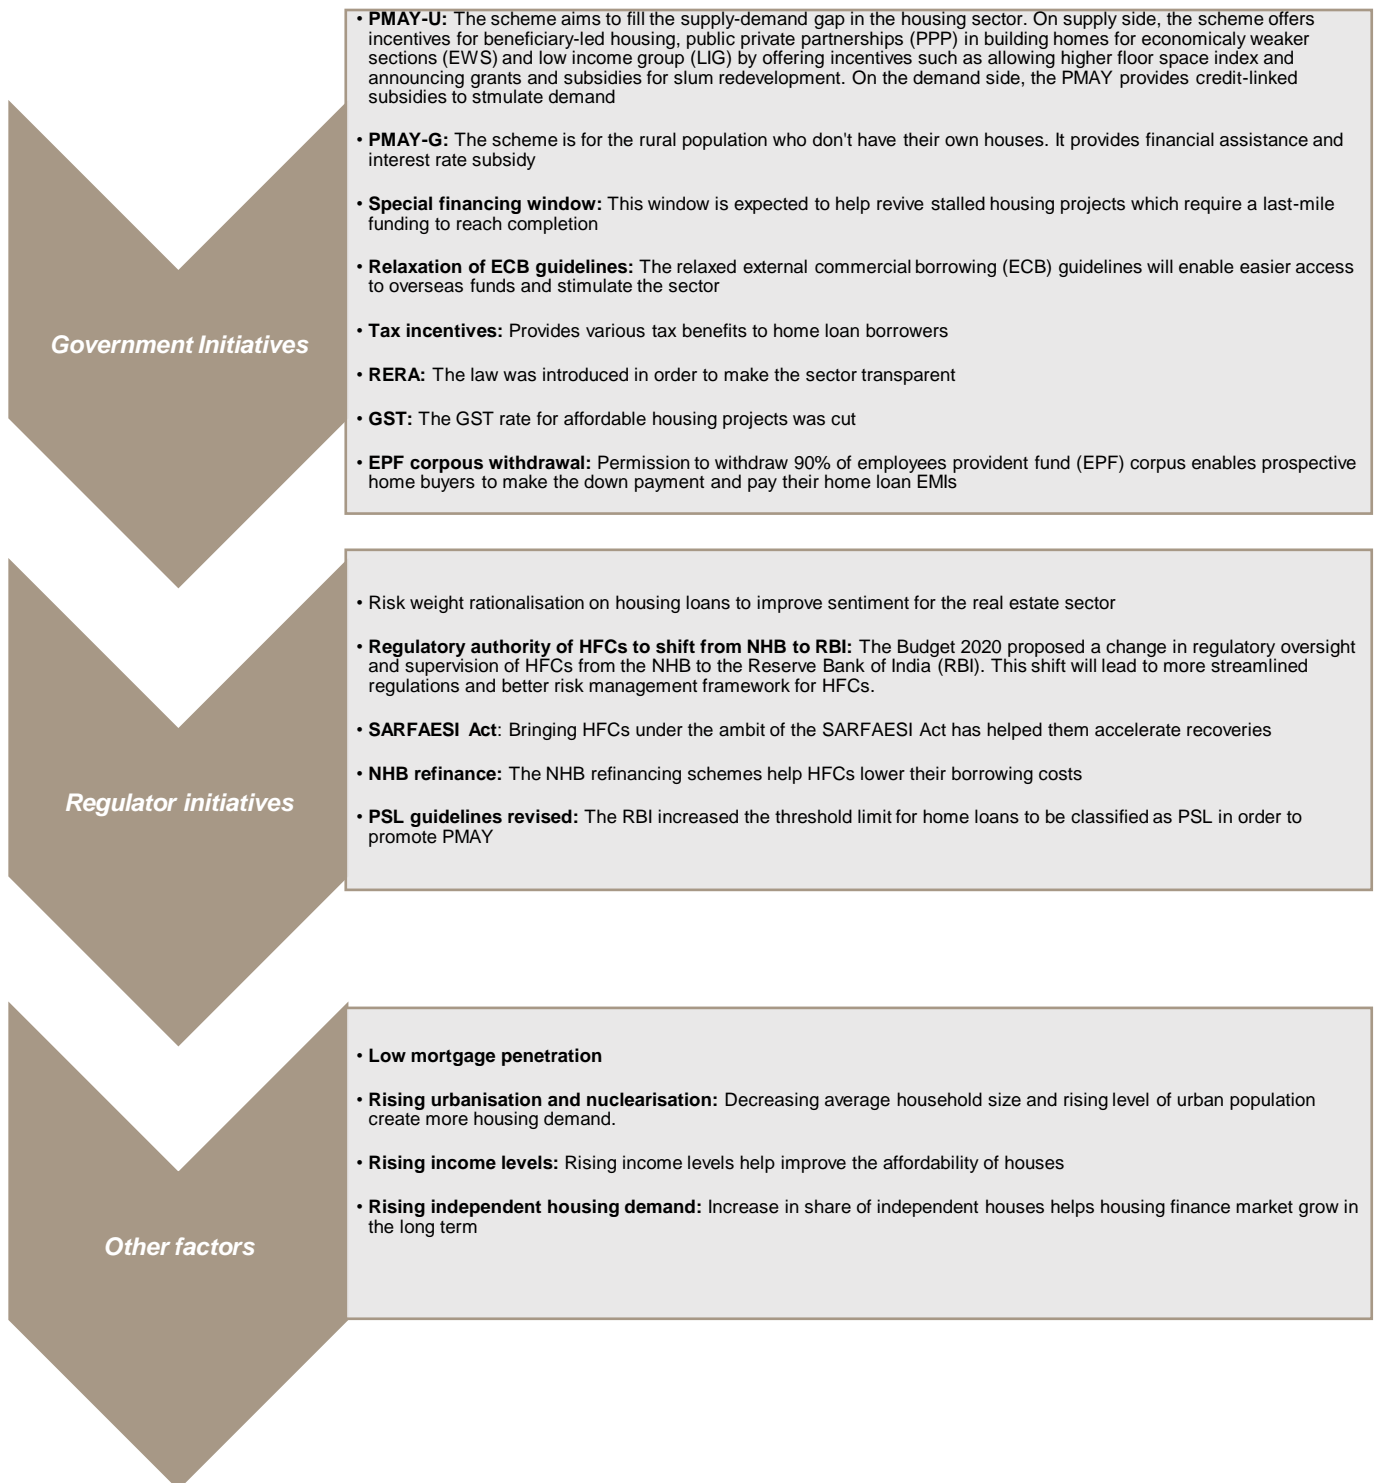 • PMAY-U: The scheme aims to fill the supply-demand gap in the housing sector. On supply side, the scheme offers
incentives for beneficiary-led housing, public private partnerships (PPP) in building homes for economicaly weaker
sections (EWS) and low income group (LIG) by offering incentives such as allowing higher floor space index and
announcing grants and subsidies for slum redevelopment. On the demand side, the PMAY provides credit-linked
subsidies to stmulate demand
• PMAY-G: The scheme is for the rural population who don't have their own houses. It provides financial assistance and
interest rate subsidy
• Special financing window: This window is expected to help revive stalled housing projects which require a last-mile
funding to reach completion
• Relaxation of ECB guidelines: The relaxed external commercial borrowing (ECB) guidelines will enable easier access
to overseas funds and stimulate the sector
Government Initiatives
• Tax incentives: Provides various tax benefits to home loan borrowers
• RERA: The law was introduced in order to make the sector transparent
• GST: The GST rate for affordable housing projects was cut
• EPF corpous withdrawal: Permission to withdraw 90% of employees provident fund (EPF) corpus enables prospective
home buyers to make the down payment and pay their home loan EMIs
• Risk weight rationalisation on housing loans to improve sentiment for the real estate sector
• Regulatory authority of HFCs to shift from NHB to RBI: The Budget 2020 proposed a change in regulatory oversight
and supervision of HFCs from the NHB to the Reserve Bank of India (RBI). This shift will lead to more streamlined
regulations and better risk management framework for HFCs.
• SARFAESI Act: Bringing HFCs under the ambit of the SARFAESI Act has helped them accelerate recoveries
• NHB refinance: The NHB refinancing schemes help HFCs lower their borrowing costs
Regulator initiatives
• PSL guidelines revised: The RBI increased the threshold limit for home loans to be classified as PSL in order to
promote PMAY
• Low mortgage penetration
• Rising urbanisation and nuclearisation: Decreasing average household size and rising level of urban population
create more housing demand.
• Rising income levels: Rising income levels help improve the affordability of houses
• Rising independent housing demand: Increase in share of independent houses helps housing finance market grow in
the long term
Other factors